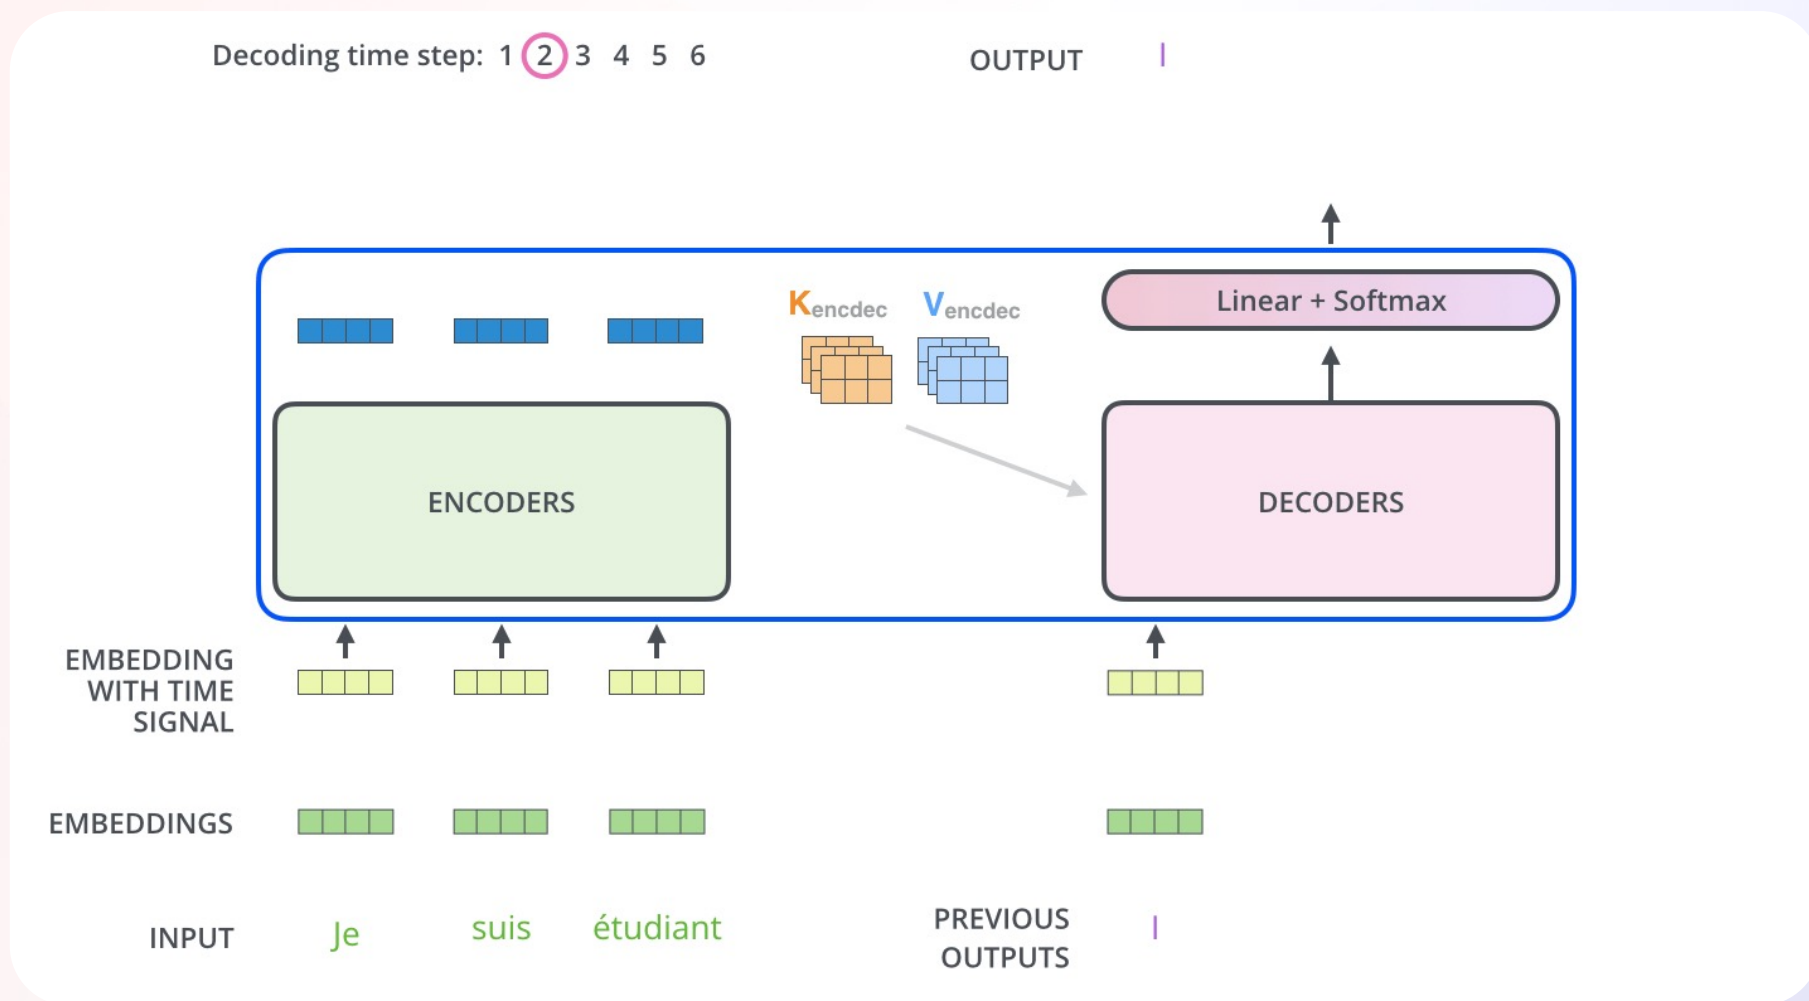 Decoding time step: 1 2 3 4 5 6
OUTPUT I
Kencdec Vencdec
Linear + Softmax
ENCODERS
DECODERS
EMBEDDING
WITH TIME
SIGNAL
EMBEDDINGS
INPUT Je suis étudiant
PREVIOUS
OUTPUTS
I